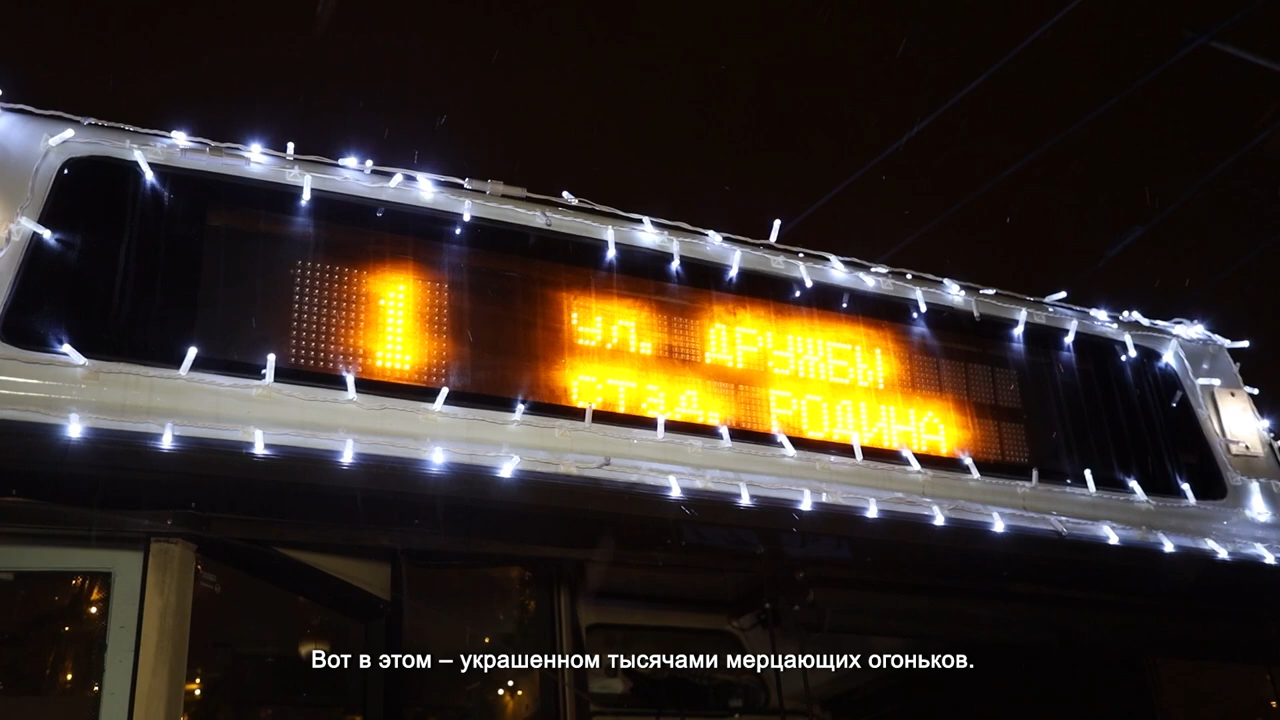 1
ул. ДРУЖБЫ
СТад. РОДИНА
Вот в этом – украшенном тысячами мерцающих огоньков.